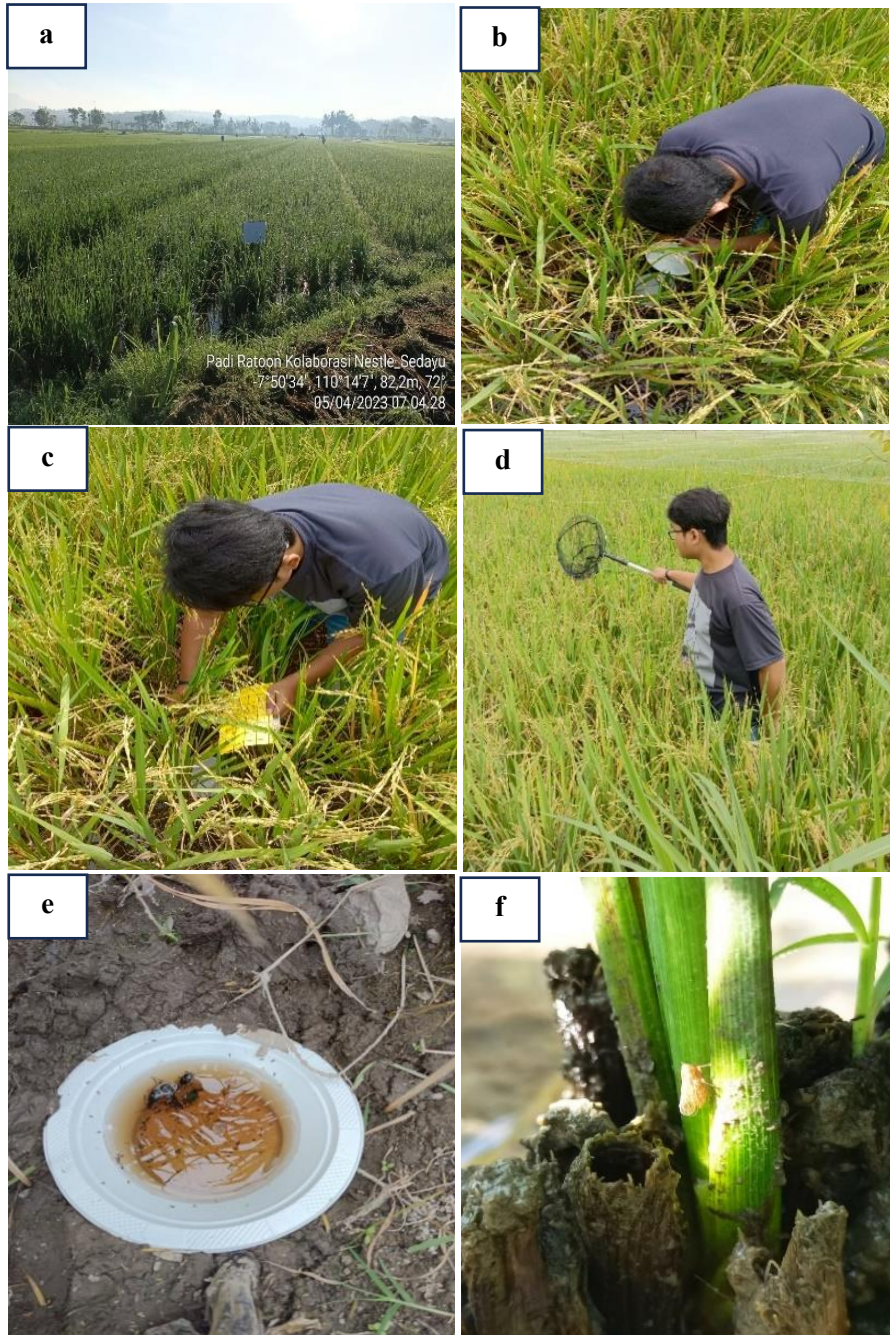 a
b
Padi Ratoon Kolaborasi Nestle_Sedayu
-7°50'34", 110°14'7", 82,2m, 72°
05/04/2023 07.04.28
c
d
e
f